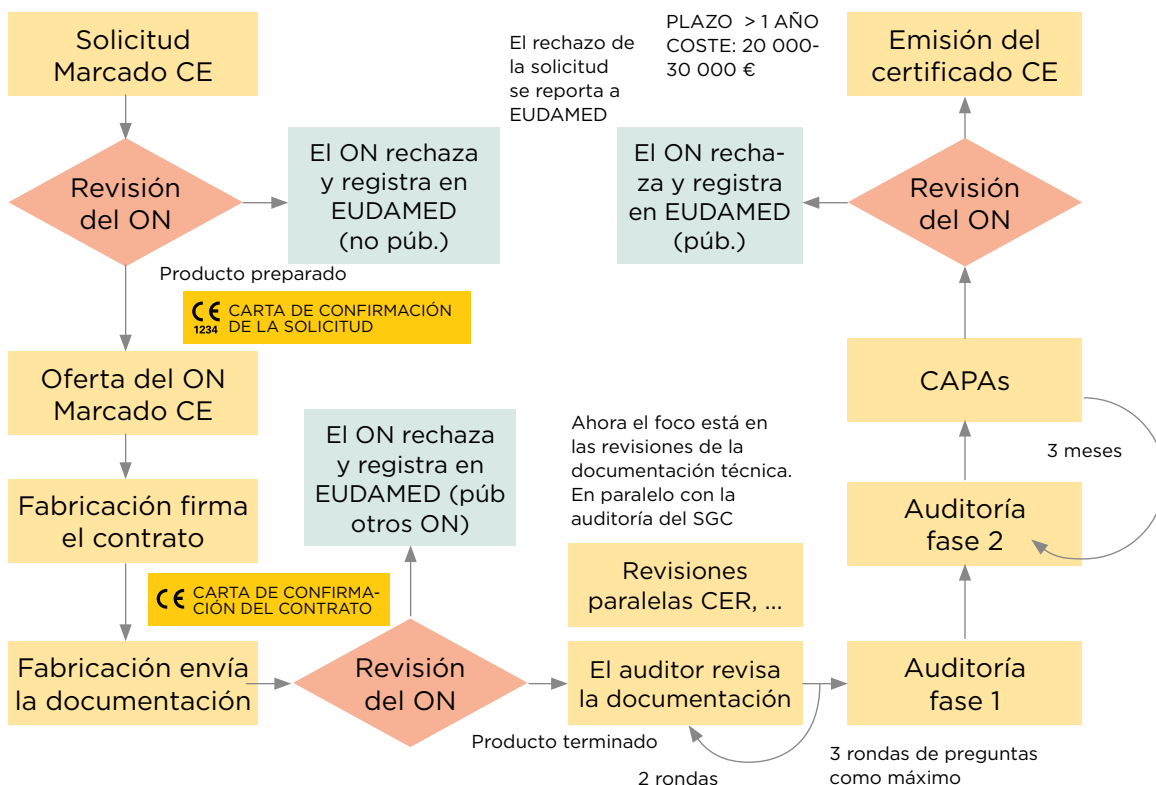 Solicitud
Marcado CE
Revisión
del ON
El ON rechaza
y registra en
EUDAMED
(no púb.)
El rechazo de
la solicitud
se reporta a
EUDAMED
PLAZO > 1 AÑO
COSTE: 20 000-
30 000 €
Emisión del
certificado CE
El ON recha-
za y registra
en EUDAMED
(púb.)
Revisión
del ON
Producto preparado
CE
1234
CARTA DE CONFIRMACIÓN
DE LA SOLICITUD
Oferta del ON
Marcado CE
Fabricación firma
el contrato
CE
CARTA DE CONFIRMA-
CIÓN DEL CONTRATO
Fabricación envía
la documentación
El ON rechaza
y registra en
EUDAMED (púb
otros ON)
Revisión
del ON
Ahora el foco está en
las revisiones de la
documentación técnica.
En paralelo con la
auditoría del SGC
Revisiones
paralelas CER, ...
El auditor revisa
la documentación
Producto terminado
2 rondas
3 rondas de preguntas
como máximo
Auditoría
fase 1
Auditoría
fase 2
3 meses
CAPAs